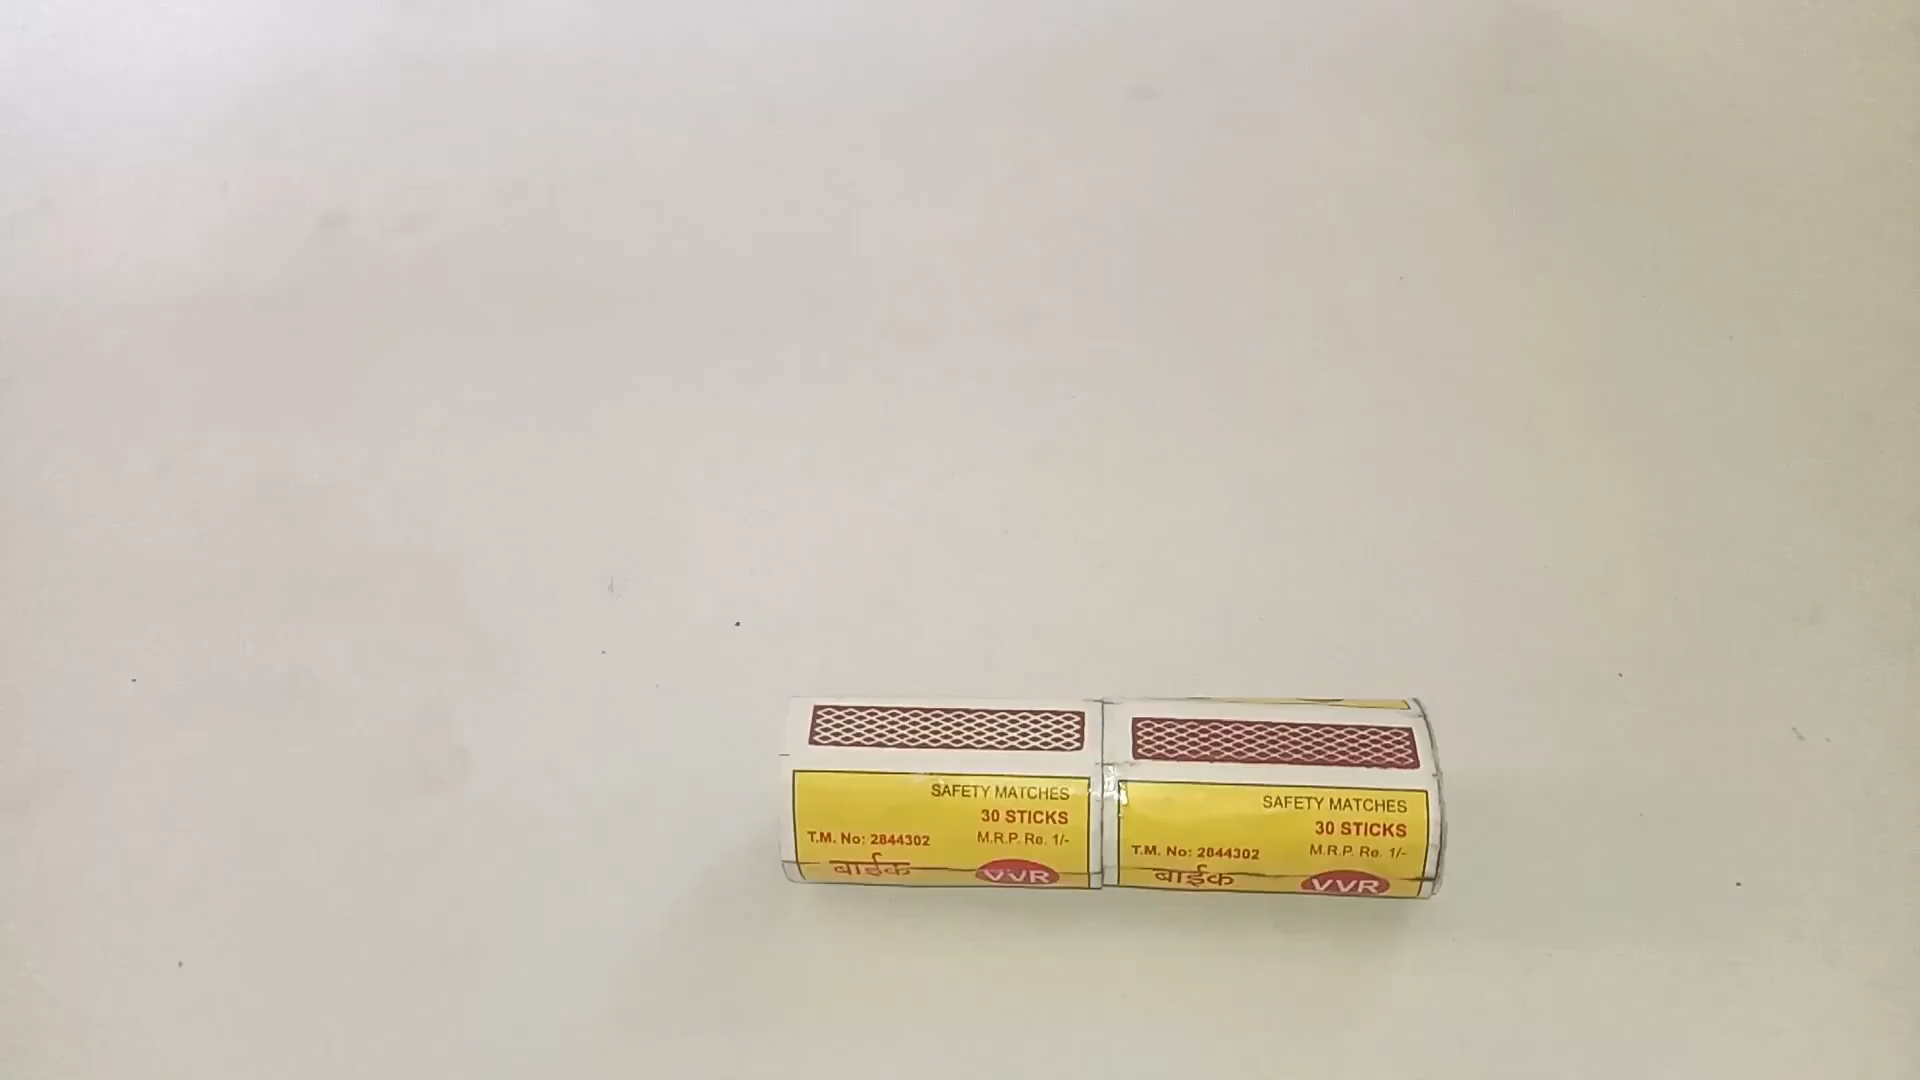 SAFETY MATCHES
30 STICKS
T.M. No: 2844302
M.R.P. Re. 1/-
बाईक
VVR
SAFETY MATCHES
30 STICKS
T.M. No: 2844302
M.R.P. Re. 1/-
बाईक
VVR